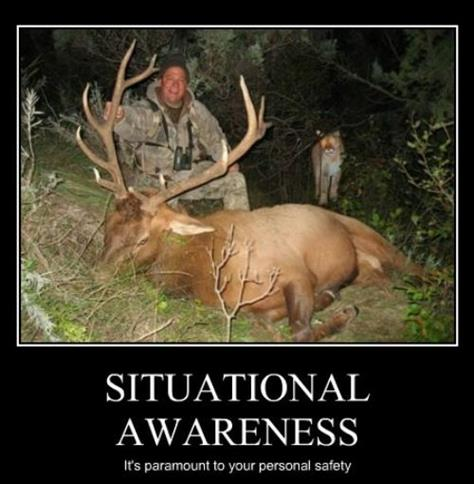 SITUATIONAL
AWARENESS
It's paramount to your personal safety